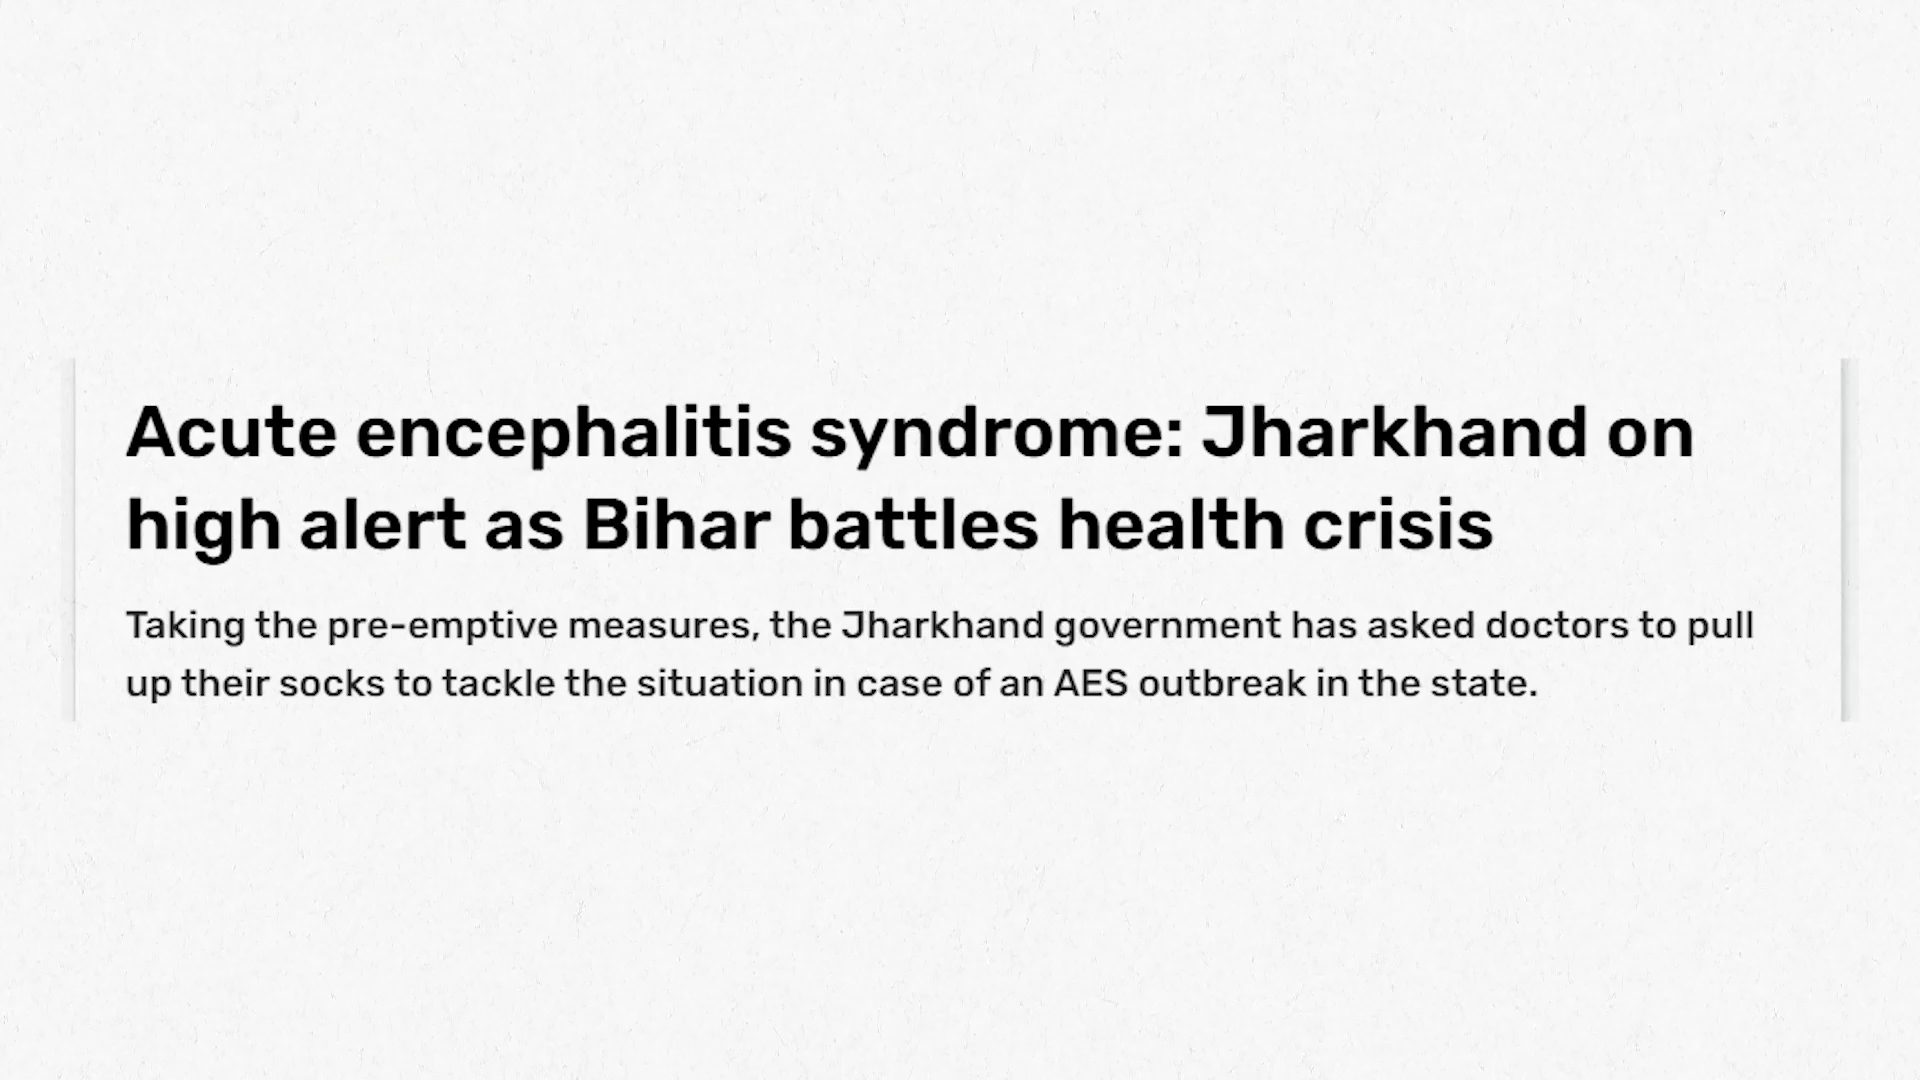 Acute encephalitis syndrome: Jharkhand on
high alert as Bihar battles health crisis
Taking the pre-emptive measures, the Jharkhand government has asked doctors to pull
up their socks to tackle the situation in case of an AES outbreak in the state.